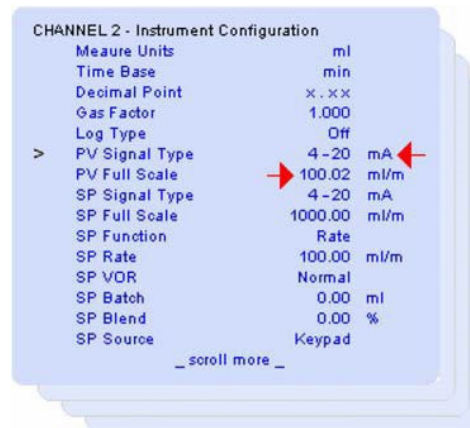 CHANNEL 2 - Instrument Configuration
Meaure Units ml
Time Base min
Decimal Point x.xx
Gas Factor 1.000
Log Type Off
> PV Signal Type 4-20 mA
PV Full Scale 100.02 ml/m
SP Signal Type 4-20 mA
SP Full Scale 1000.00 ml/m
SP Function Rate
SP Rate 100.00 ml/m
SP VOR Normal
SP Batch 0.00 ml
SP Blend 0.00 %
SP Source Keypad
_ scroll more _